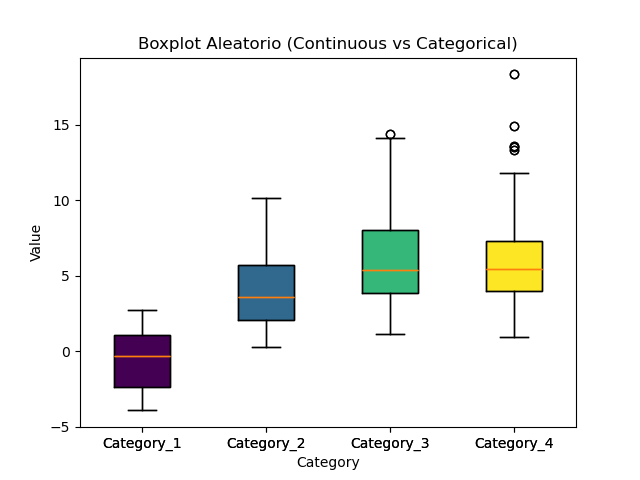 Boxplot Aleatorio (Continuous vs Categorical)
15
10
5
0
−5
Value
Category_1
Category_2
Category_3
Category_4
Category